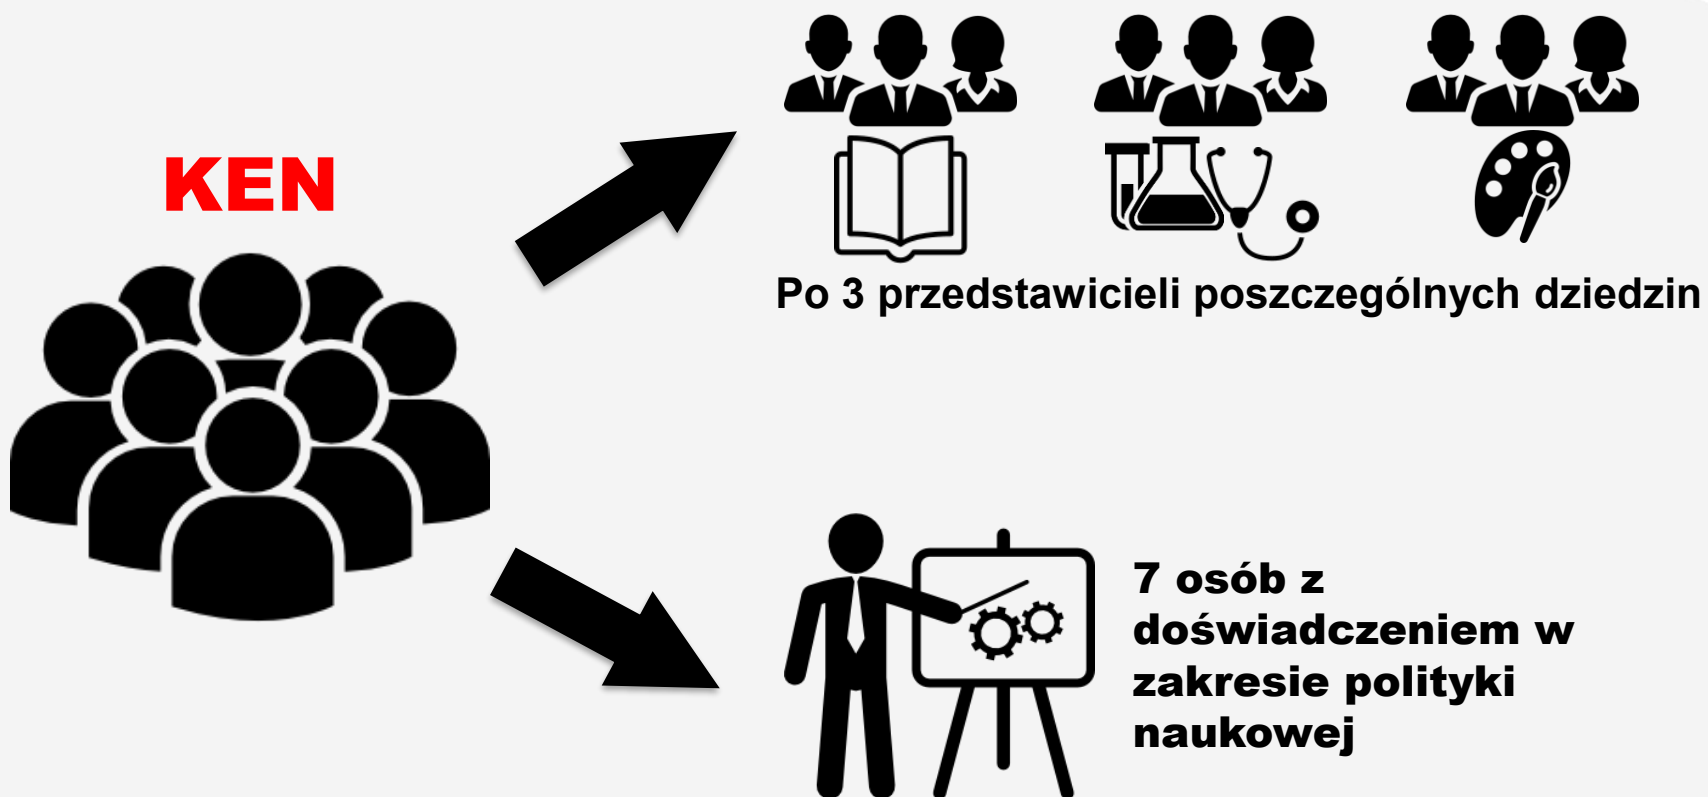 KEN
Po 3 przedstawicieli poszczególnych dziedzin
7 osób z
doświadczeniem w
zakresie polityki
naukowej